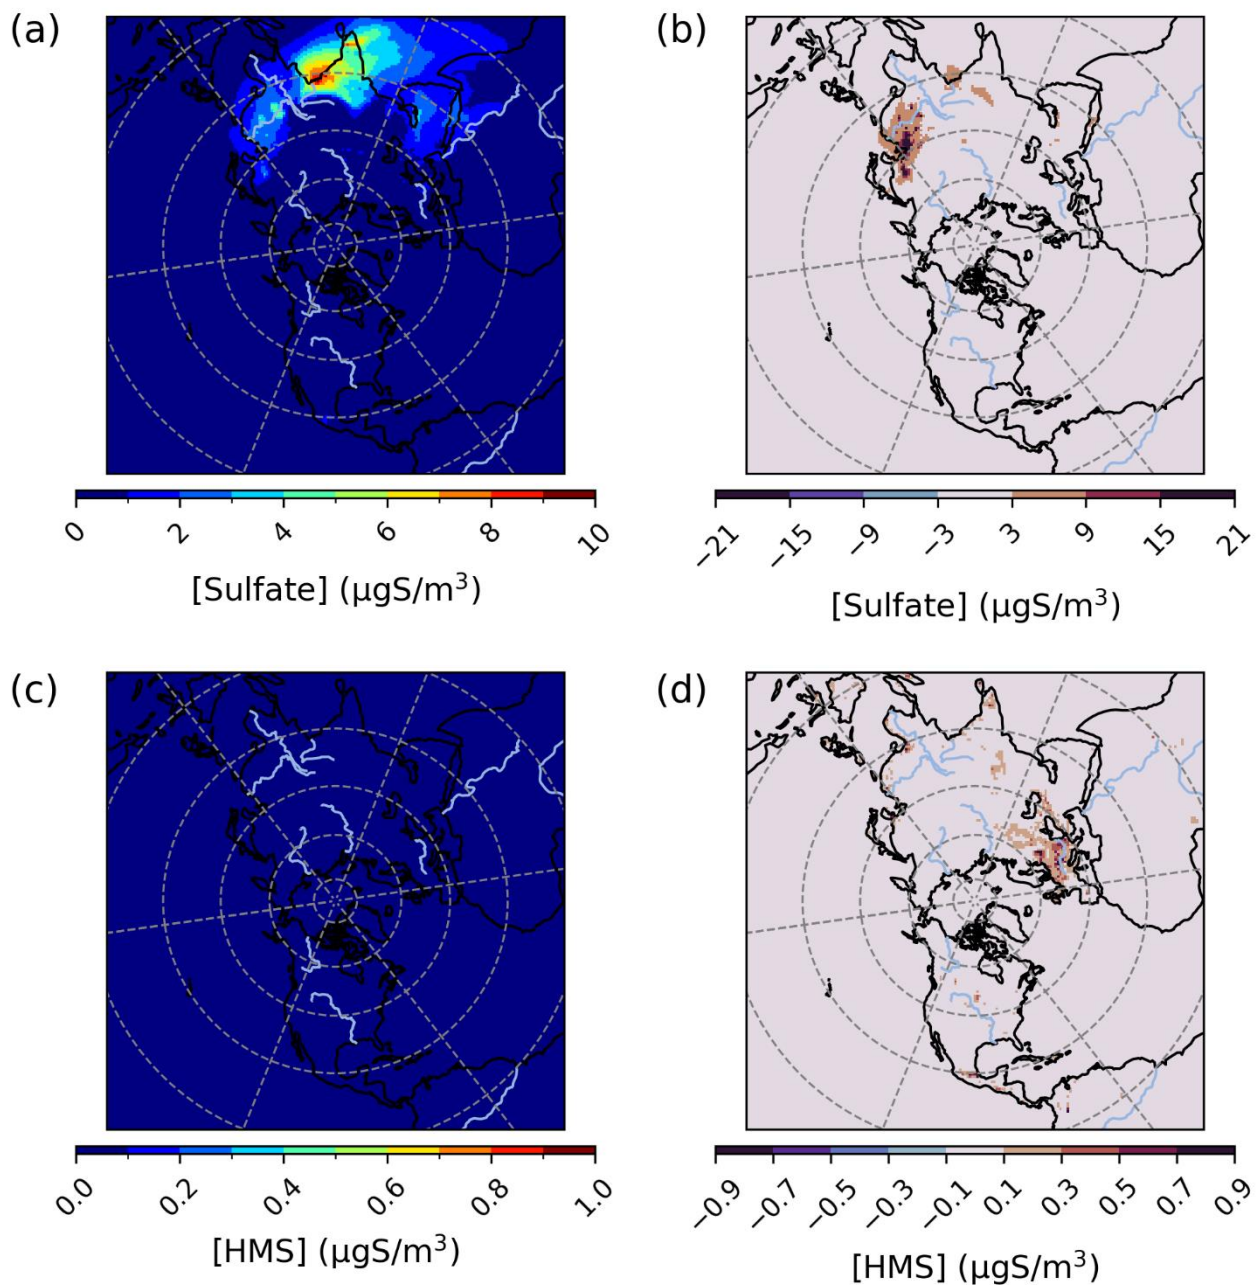 (a)
(b)
0 2 4 6 8 10
[Sulfate] (µgS/m³)
−21 −15 −9 −3 3 9 15 21
[Sulfate] (µgS/m³)
(c)
(d)
0.0 0.2 0.4 0.6 0.8 1.0
[HMS] (µgS/m³)
−0.9 −0.7 −0.5 −0.3 −0.1 0.1 0.3 0.5 0.7 0.9
[HMS] (µgS/m³)